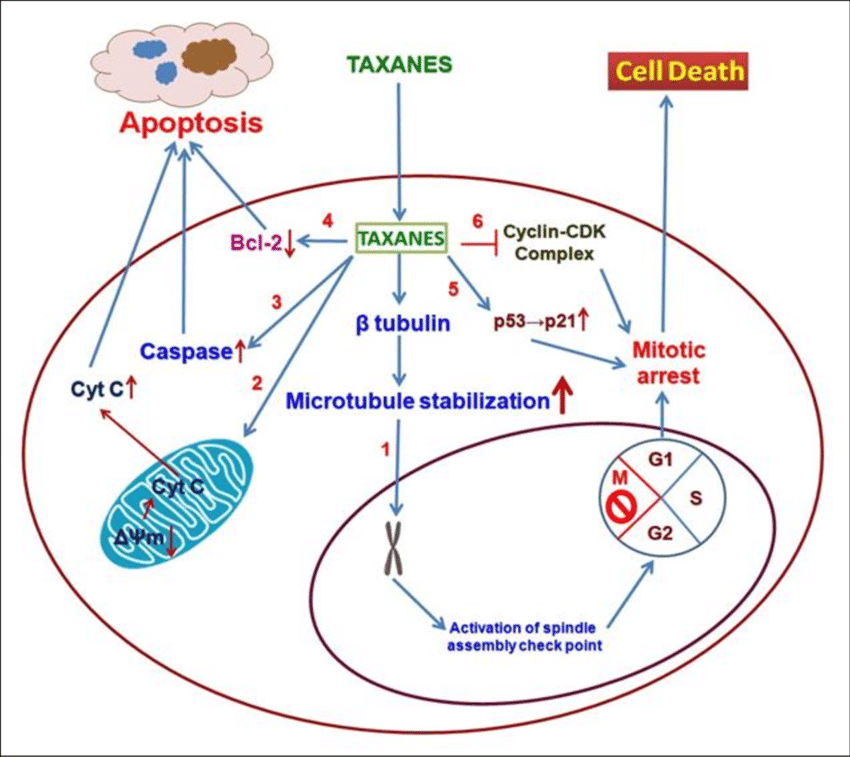 TAXANES
Cell Death
Apoptosis
4
6
Bcl-2↓
TAXANES
Cyclin-CDK
Complex
3
5
β tubulin
p53→p21↑
Caspase↑
Mitotic
arrest
2
Cyt C↑
Microtubule stabilization↑
1
G1
M
S
G2
Cyt C
ΔΨm↓
Activation of spindle
assembly check point